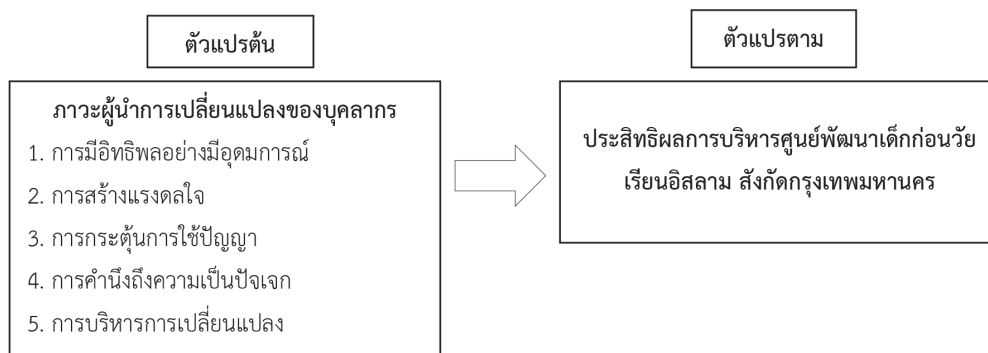 ตัวแปรต้น
ภาวะผู้นำการเปลี่ยนแปลงของบุคลากร
1. การมีอิทธิพลอย่างมีอุดมการณ์
2. การสร้างแรงดลใจ
3. การกระตุ้นการใช้ปัญญา
4. การคำนึงถึงความเป็นปัจเจก
5. การบริหารการเปลี่ยนแปลง
ตัวแปรตาม
ประสิทธิผลการบริหารศูนย์พัฒนาเด็กก่อนวัย
เรียนอิสลาม สังกัดกรุงเทพมหานคร